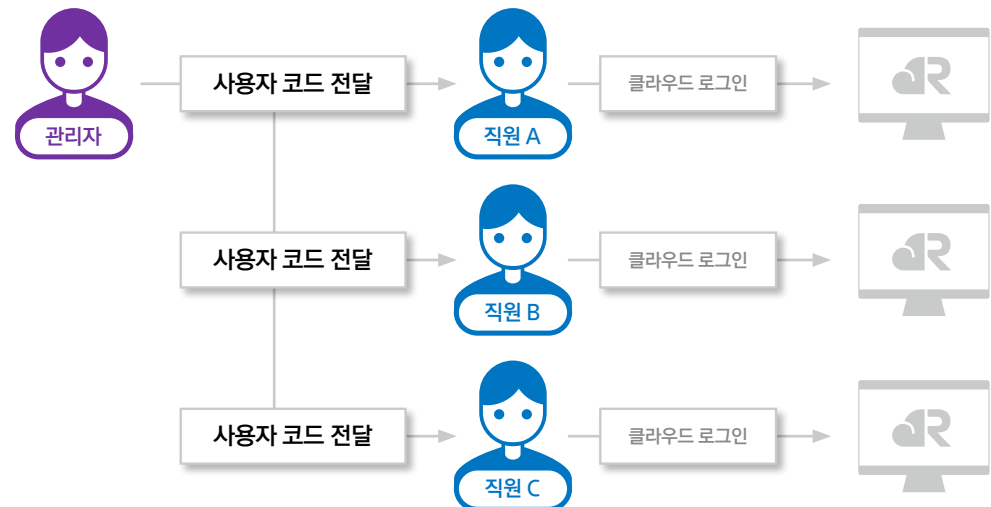 관리자
사용자 코드 전달
직원 A
클라우드 로그인
R
사용자 코드 전달
직원 B
클라우드 로그인
R
사용자 코드 전달
직원 C
클라우드 로그인
R